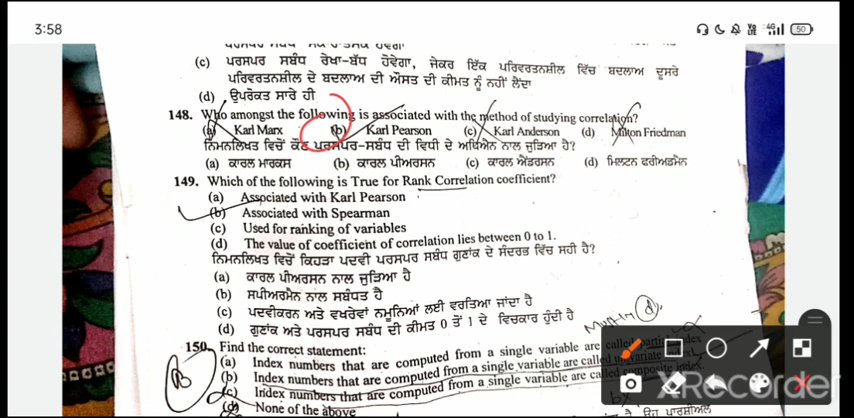 3:58
50
(c) ਪਰਸਪਰ ਸਬੰਧ ਰੇਖਾ-ਬੱਧ ਹੋਵੇਗਾ, ਜੇਕਰ ਇੱਕ ਪਰਿਵਰਤਨਸ਼ੀਲ ਵਿੱਚ ਬਦਲਾਅ ਦੂਸਰੇ
ਪਰਿਵਰਤਨਸ਼ੀਲ ਦੇ ਬਦਲਾਅ ਦੀ ਔਸਤ ਦੀ ਕੀਮਤ ਨੂੰ ਨਹੀਂ ਲੈਂਦਾ
(d) ਉਪਰੋਕਤ ਸਾਰੇ ਹੀ
148. Who amongst the following is associated with the method of studying correlation?
(a) Karl Marx (b) Karl Pearson (c) Karl Anderson (d) Milton Friedman
ਨਿਮਨਲਿਖਤ ਵਿਚੋਂ ਕੌਣ ਪਰਸਪਰ-ਸਬੰਧ ਦੀ ਵਿਧੀ ਦੇ ਅਧਿਐਨ ਨਾਲ ਜੁੜਿਆ ਹੈ?
(a) ਕਾਰਲ ਮਾਰਕਸ (b) ਕਾਰਲ ਪੀਅਰਸਨ (c) ਕਾਰਲ ਐਂਡਰਸਨ (d) ਮਿਲਟਨ ਫਰੀਅਡਮੈਨ
149. Which of the following is True for Rank Correlation coefficient?
(a) Associated with Karl Pearson
(b) Associated with Spearman
(c) Used for ranking of variables
(d) The value of coefficient of correlation lies between 0 to 1.
ਨਿਮਨਲਿਖਤ ਵਿਚੋਂ ਕਿਹੜਾ ਪਦਵੀ ਪਰਸਪਰ ਸਬੰਧ ਗੁਣਾਂਕ ਦੇ ਸੰਦਰਭ ਵਿੱਚ ਸਹੀ ਹੈ?
(a) ਕਾਰਲ ਪੀਅਰਸਨ ਨਾਲ ਜੁੜਿਆ ਹੈ
(b) ਸਪੀਅਰਮੈਨ ਨਾਲ ਸਬੰਧਤ ਹੈ
(c) ਪਦਵੀਕਰਨ ਅਤੇ ਵਖਰੇਵਾਂ ਨਮੂਨਿਆਂ ਲਈ ਵਰਤਿਆ ਜਾਂਦਾ ਹੈ
(d) ਗੁਣਾਂਕ ਅਤੇ ਪਰਸਪਰ ਸਬੰਧ ਦੀ ਕੀਮਤ 0 ਤੋਂ 1 ਦੇ ਵਿਚਕਾਰ ਹੁੰਦੀ ਹੈ
(d)
150. Find the correct statement:
(a) Index numbers that are computed from a single variable are called
(b) Index numbers that are computed from a single variable are called univariate index
(c) Index numbers that are computed from a single variable are called composite index.
(d) None of the above
B
XRecorder